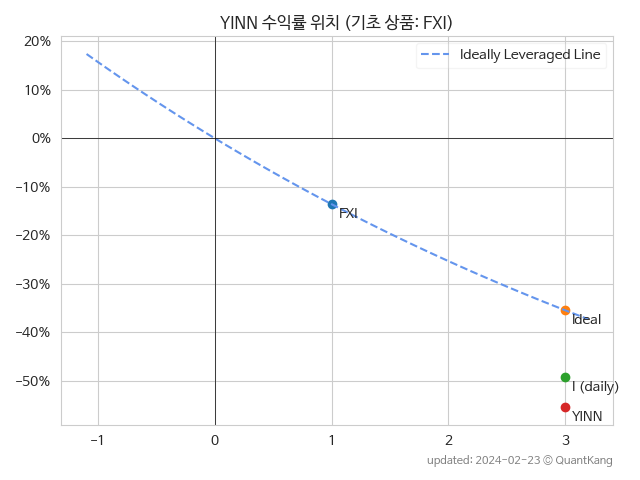 YINN 수익률 위치 (기초 상품: FXI)
Ideally Leveraged Line
20%
10%
0%
-10%
-20%
-30%
-40%
-50%
FXI
Ideal
I (daily)
YINN
-1
0
1
2
3
updated: 2024-02-23 © QuantKang